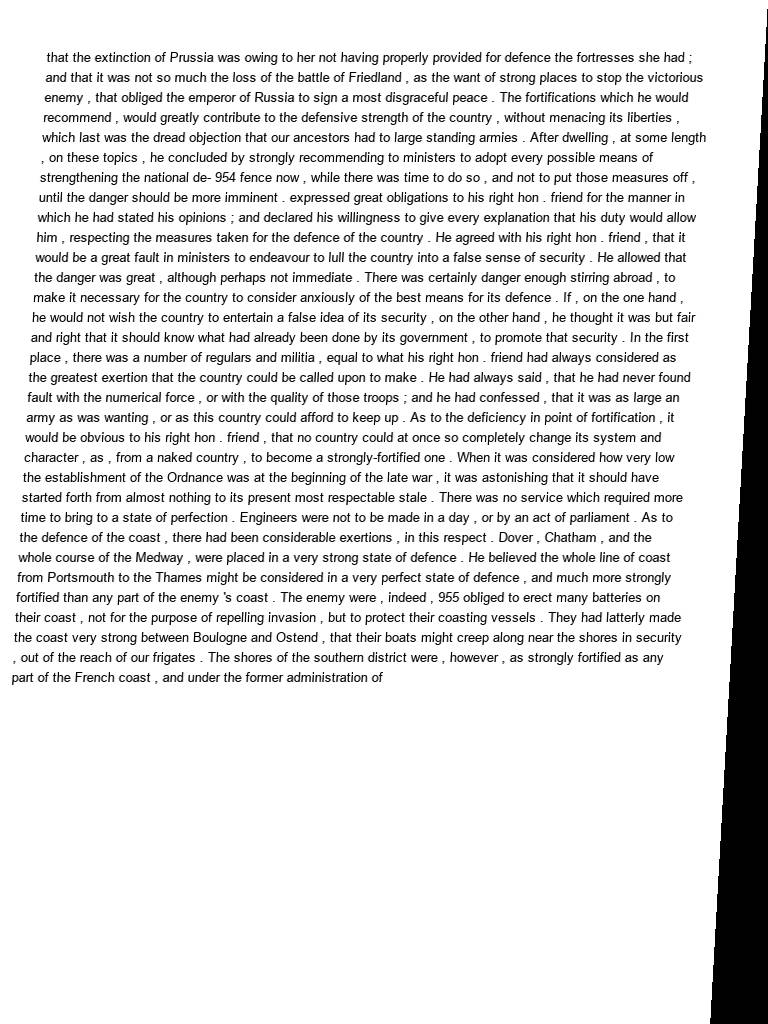 that the extinction of Prussia was owing to her not having properly provided for defence the fortresses she had ;
and that it was not so much the loss of the battle of Friedland , as the want of strong places to stop the victorious
enemy , that obliged the emperor of Russia to sign a most disgraceful peace . The fortifications which he would
recommend , would greatly contribute to the defensive strength of the country , without menacing its liberties ,
which last was the dread objection that our ancestors had to large standing armies . After dwelling , at some length
, on these topics , he concluded by strongly recommending to ministers to adopt every possible means of
strengthening the national de- 954 fence now , while there was time to do so , and not to put those measures off ,
until the danger should be more imminent . expressed great obligations to his right hon . friend for the manner in
which he had stated his opinions ; and declared his willingness to give every explanation that his duty would allow
him , respecting the measures taken for the defence of the country . He agreed with his right hon . friend , that it
would be a great fault in ministers to endeavour to lull the country into a false sense of security . He allowed that
the danger was great , although perhaps not immediate . There was certainly danger enough stirring abroad , to
make it necessary for the country to consider anxiously of the best means for its defence . If , on the one hand ,
he would not wish the country to entertain a false idea of its security , on the other hand , he thought it was but fair
and right that it should know what had already been done by its government , to promote that security . In the first
place , there was a number of regulars and militia , equal to what his right hon . friend had always considered as
the greatest exertion that the country could be called upon to make . He had always said , that he had never found
fault with the numerical force , or with the quality of those troops ; and he had confessed , that it was as large an
army as was wanting , or as this country could afford to keep up . As to the deficiency in point of fortification , it
would be obvious to his right hon . friend , that no country could at once so completely change its system and
character , as , from a naked country , to become a strongly-fortified one . When it was considered how very low
the establishment of the Ordnance was at the beginning of the late war , it was astonishing that it should have
started forth from almost nothing to its present most respectable stale . There was no service which required more
time to bring to a state of perfection . Engineers were not to be made in a day , or by an act of parliament . As to
the defence of the coast , there had been considerable exertions , in this respect . Dover , Chatham , and the
whole course of the Medway , were placed in a very strong state of defence . He believed the whole line of coast
from Portsmouth to the Thames might be considered in a very perfect state of defence , and much more strongly
fortified than any part of the enemy 's coast . The enemy were , indeed , 955 obliged to erect many batteries on
their coast , not for the purpose of repelling invasion , but to protect their coasting vessels . They had latterly made
the coast very strong between Boulogne and Ostend , that their boats might creep along near the shores in security
, out of the reach of our frigates . The shores of the southern district were , however , as strongly fortified as any
part of the French coast , and under the former administration of